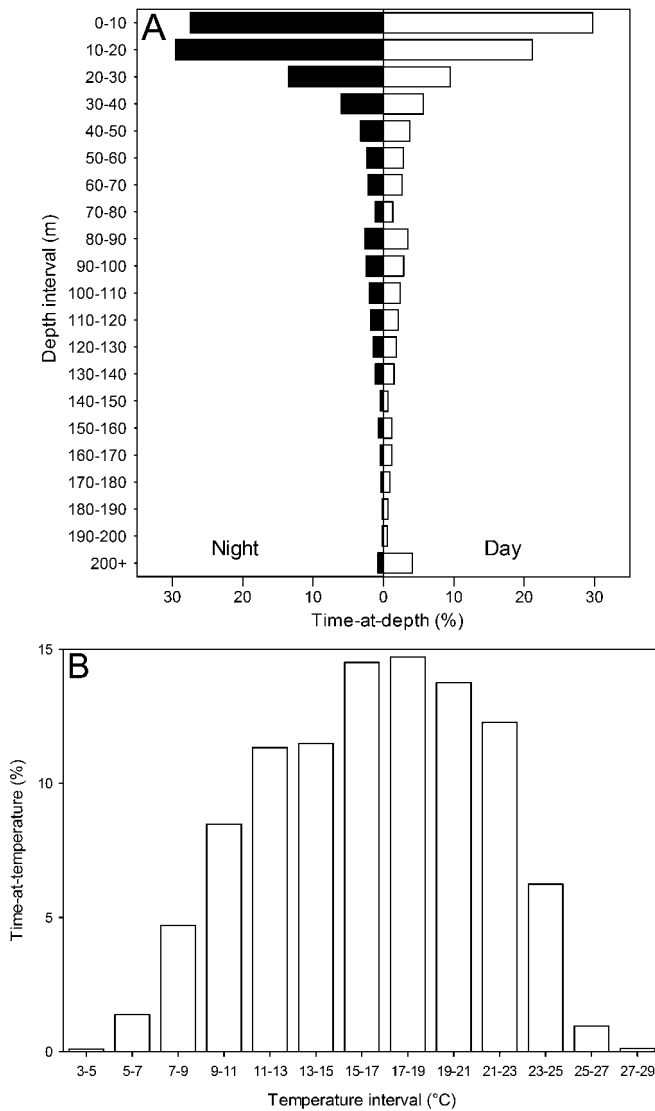 A
0-10
10-20
20-30
30-40
40-50
50-60
60-70
70-80
80-90
90-100
100-110
110-120
120-130
130-140
140-150
150-160
160-170
170-180
180-190
190-200
200+
Depth interval (m)
Night Day
30 20 10 0 10 20 30
Time-at-depth (%)
B
15
10
5
0
Time-at-temperature (%)
3-5 5-7 7-9 9-11 11-13 13-15 15-17 17-19 19-21 21-23 23-25 25-27 27-29
Temperature interval (°C)